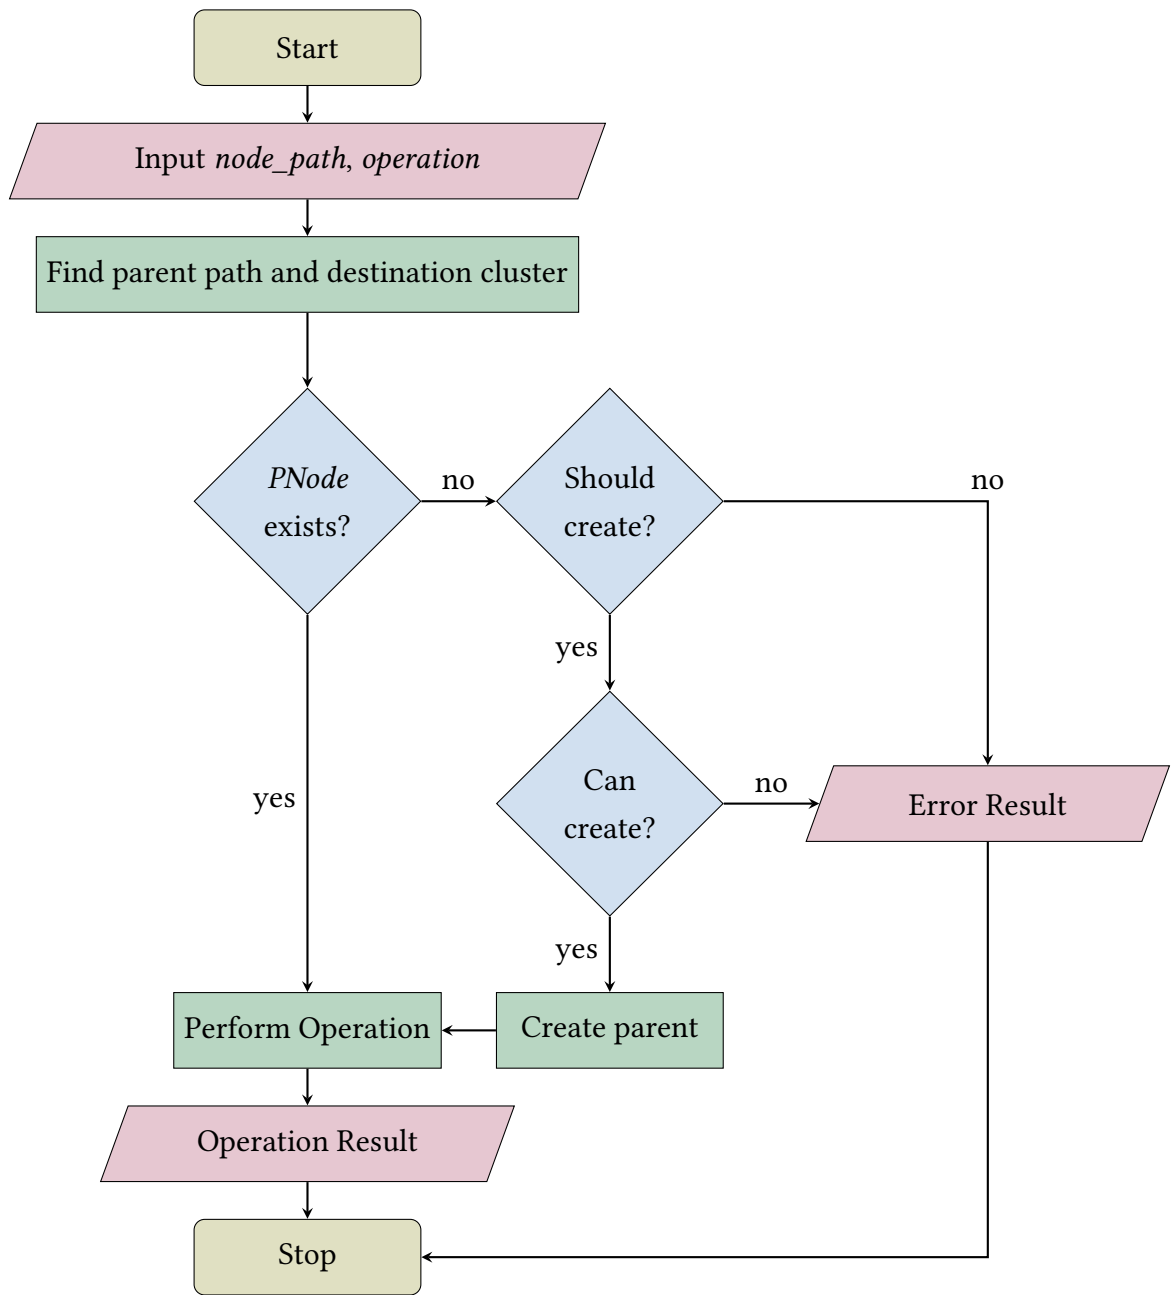 Start
Input node_path, operation
Find parent path and destination cluster
PNode
exists?
no
Should
create?
no
yes
Can
create?
no
Error Result
yes
yes
Perform Operation
Create parent
Operation Result
Stop